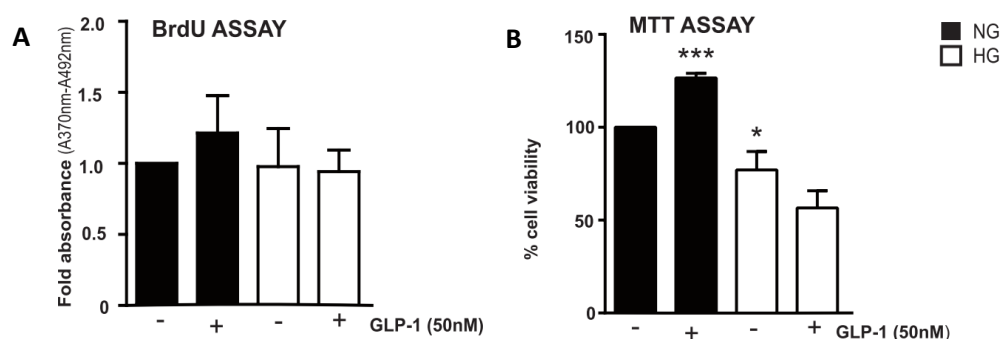 A
BrdU ASSAY
Fold absorbance (A370nm-A492nm)
2.0
1.5
1.0
0.5
0
- + - + GLP-1 (50nM)
B
MTT ASSAY
% cell viability
150
100
50
0
***
*
- + - + GLP-1 (50nM)
NG
HG